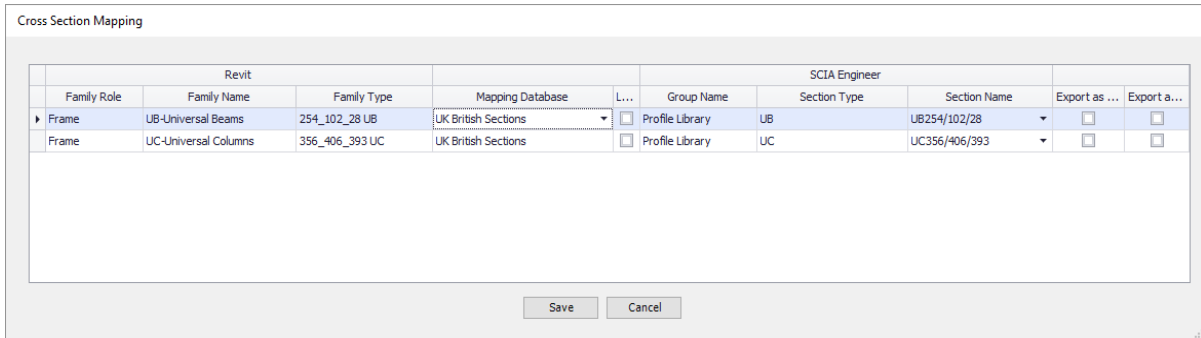 Cross Section Mapping
Revit SCIA Engineer
Family Role Family Name Family Type Mapping Database L... Group Name Section Type Section Name Export as ... Export a...
Frame UB-Universal Beams 254_102_28 UB UK British Sections Profile Library UB UB254/102/28
Frame UC-Universal Columns 356_406_393 UC UK British Sections Profile Library UC UC356/406/393
Save Cancel